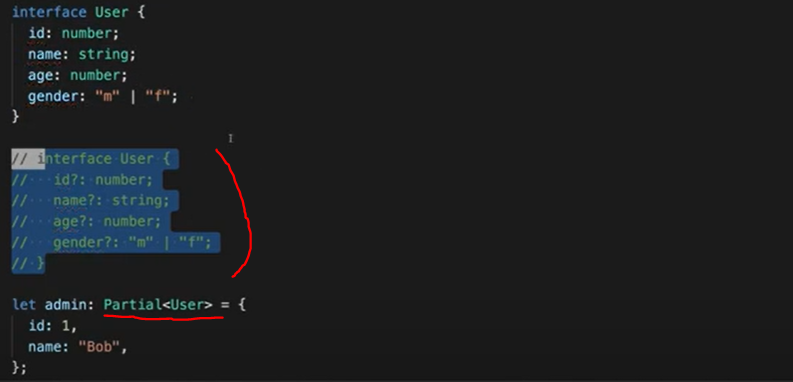 interface User {
  id: number;
  name: string;
  age: number;
  gender: "m" | "f";
}
// interface User {
//   id?: number;
//   name?: string;
//   age?: number;
//   gender?: "m" | "f";
// }
let admin: Partial<User> = {
  id: 1,
  name: "Bob",
};